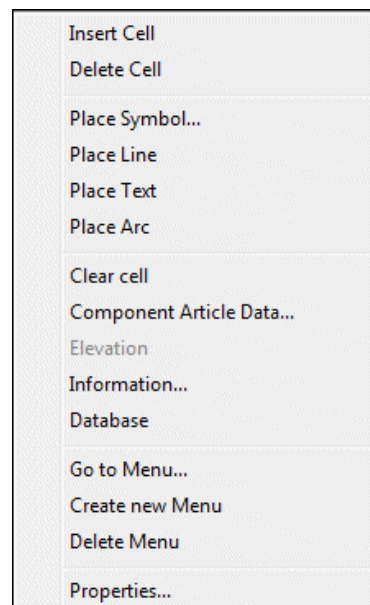 Insert Cell
Delete Cell
Place Symbol...
Place Line
Place Text
Place Arc
Clear cell
Component Article Data...
Elevation
Information...
Database
Go to Menu...
Create new Menu
Delete Menu
Properties...